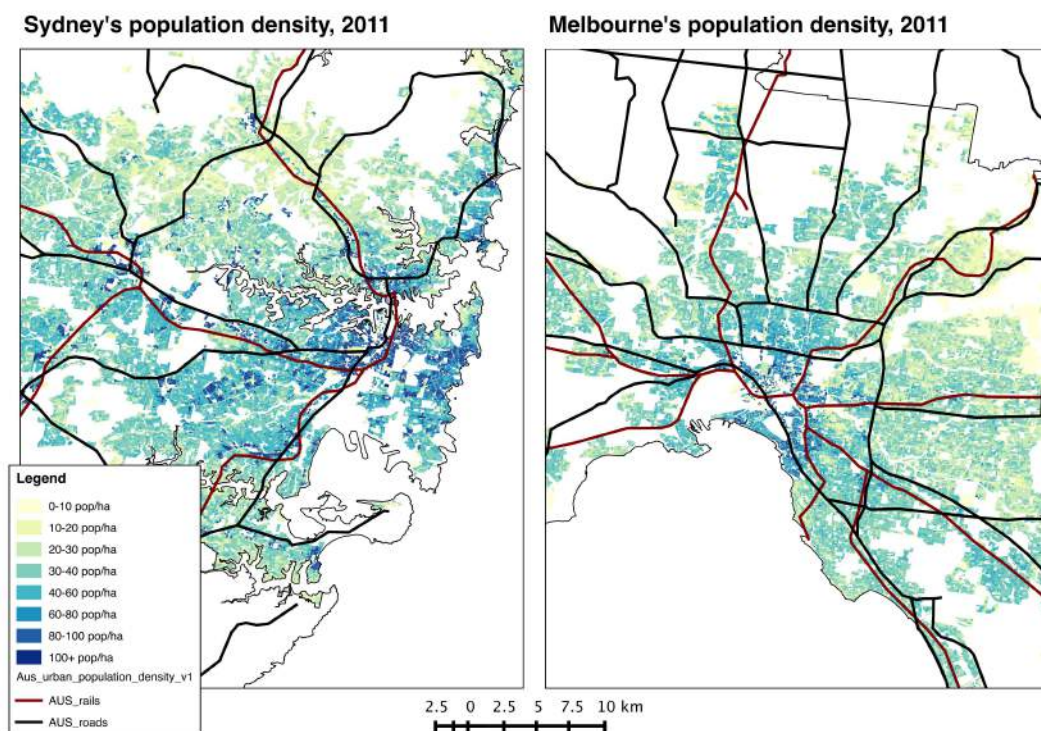 Sydney's population density, 2011
Melbourne's population density, 2011
Legend
0-10 pop/ha
10-20 pop/ha
20-30 pop/ha
30-40 pop/ha
40-60 pop/ha
60-80 pop/ha
80-100 pop/ha
100+ pop/ha
Aus_urban_population_density_v1
AUS_rails
AUS_roads
2.5 0 2.5 5 7.5 10 km